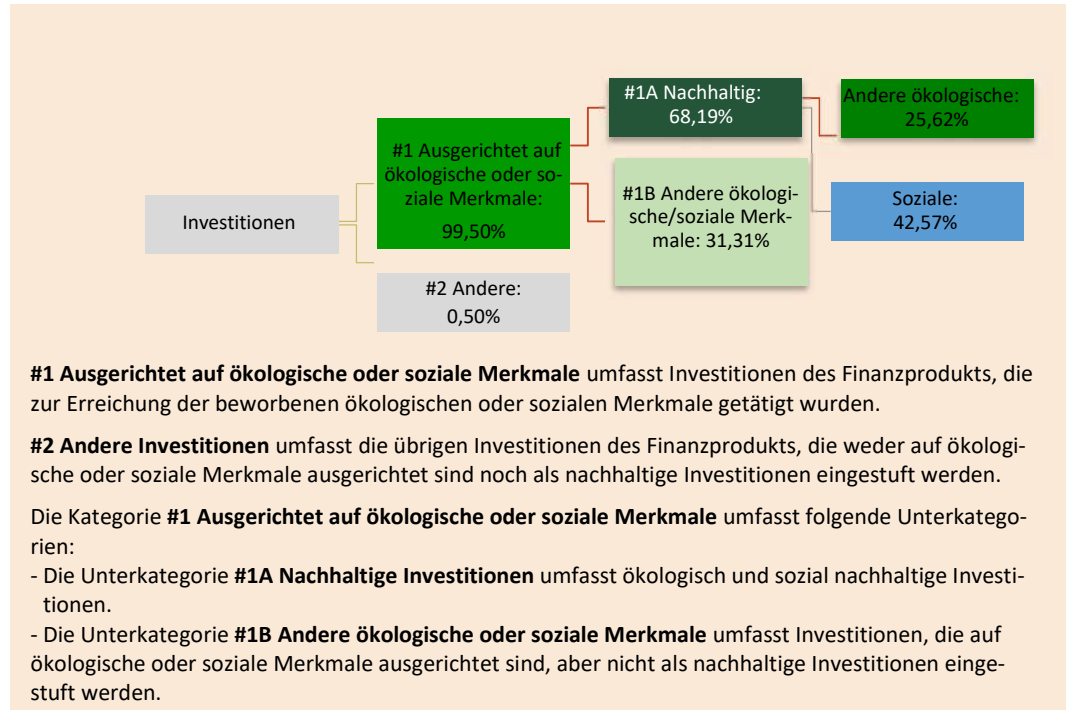 Investitionen
#1 Ausgerichtet auf
ökologische oder so-
ziale Merkmale:
99,50%
#2 Andere:
0,50%
#1A Nachhaltig:
68,19%
#1B Andere ökologi-
sche/soziale Merk-
male: 31,31%
Andere ökologische:
25,62%
Soziale:
42,57%
#1 Ausgerichtet auf ökologische oder soziale Merkmale umfasst Investitionen des Finanzprodukts, die
zur Erreichung der beworbenen ökologischen oder sozialen Merkmale getätigt wurden.
#2 Andere Investitionen umfasst die übrigen Investitionen des Finanzprodukts, die weder auf ökologi-
sche oder soziale Merkmale ausgerichtet sind noch als nachhaltige Investitionen eingestuft werden.
Die Kategorie #1 Ausgerichtet auf ökologische oder soziale Merkmale umfasst folgende Unterkatego-
rien:
- Die Unterkategorie #1A Nachhaltige Investitionen umfasst ökologisch und sozial nachhaltige Investi-
tionen.
- Die Unterkategorie #1B Andere ökologische oder soziale Merkmale umfasst Investitionen, die auf
ökologische oder soziale Merkmale ausgerichtet sind, aber nicht als nachhaltige Investitionen einge-
stuft werden.